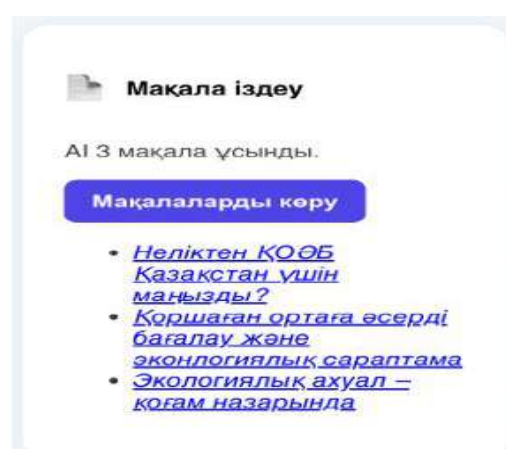 Мақала іздеу
AI 3 мақала ұсынды.
Мақалаларды көру
• Неліктен ҚОӘБ
Қазақстан үшін
маңызды?
• Қоршаған ортаға әсерді
бағалау және
эконлогиялық сараптама
• Экологиялық ахуал –
қоғам назарында